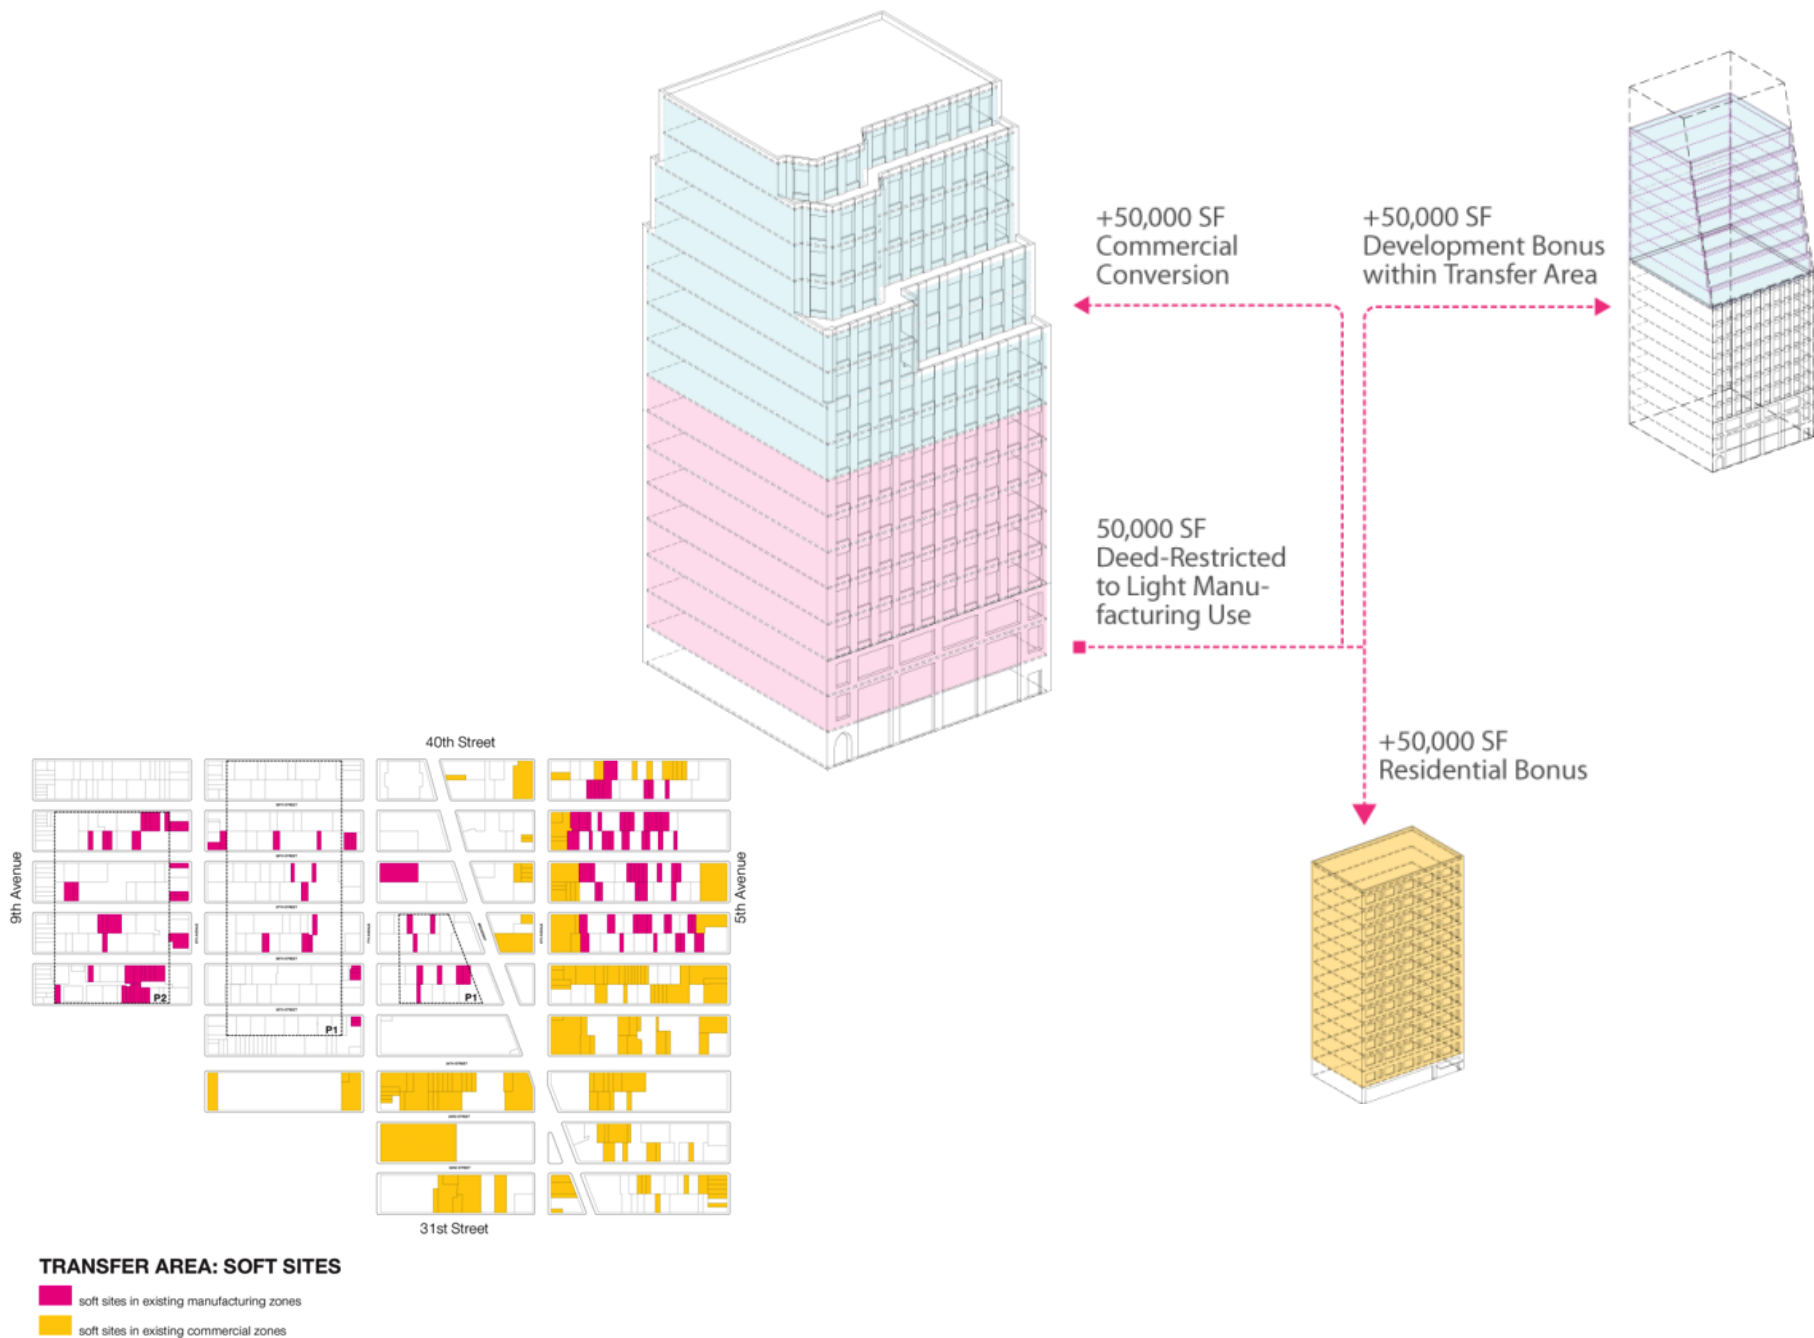 +50,000 SF
Commercial
Conversion
+50,000 SF
Development Bonus
within Transfer Area
50,000 SF
Deed-Restricted
to Light Manu-
facturing Use
+50,000 SF
Residential Bonus
40th Street
9th Avenue
5th Avenue
P2
P1
P1
31st Street
TRANSFER AREA: SOFT SITES
soft sites in existing manufacturing zones
soft sites in existing commercial zones